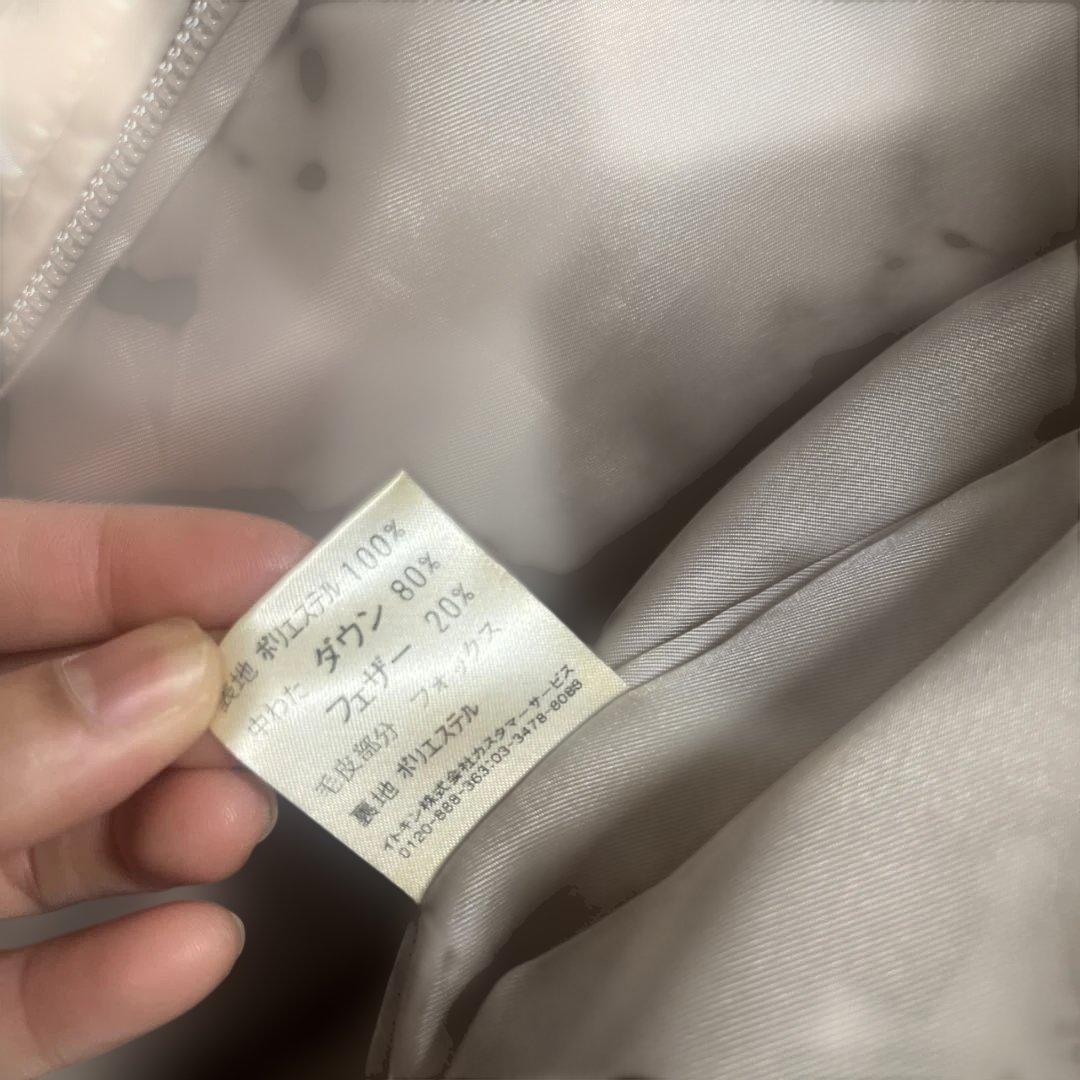 表地 ポリエステル100%
中わた ダウン 80%
フェザー 20%
毛皮部分 フォックス
裏地 ポリエステル
イトキン株式会社カスタマーサービス
0120-888-363:03-3478-8088